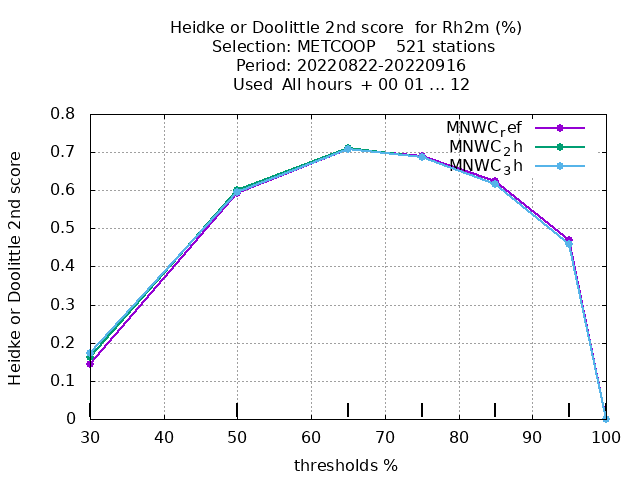 Heidke or Doolittle 2nd score  for Rh2m (%)
Selection: METCOOP    521 stations
Period: 20220822-20220916
Used  All hours  + 00 01 ... 12
Heidke or Doolittle 2nd score
0.8
0.7
0.6
0.5
0.4
0.3
0.2
0.1
0
MNWC_ref
MNWC_2h
MNWC_3h
30 40 50 60 70 80 90 100
thresholds %